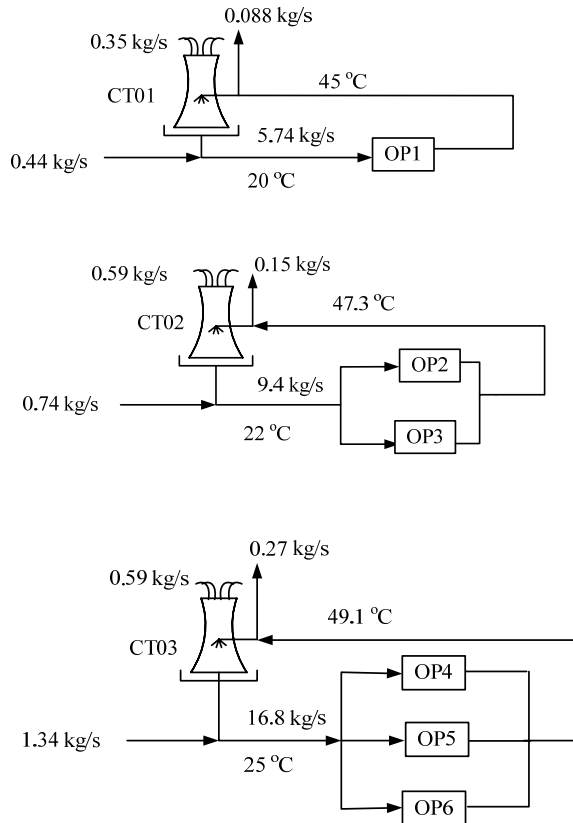 0.088 kg/s
0.35 kg/s
CT01
45 °C
5.74 kg/s
OP1
0.44 kg/s
20 °C
0.15 kg/s
0.59 kg/s
47.3 °C
CT02
OP2
9.4 kg/s
0.74 kg/s
22 °C
OP3
0.27 kg/s
0.59 kg/s
49.1 °C
CT03
OP4
16.8 kg/s
1.34 kg/s
OP5
25 °C
OP6